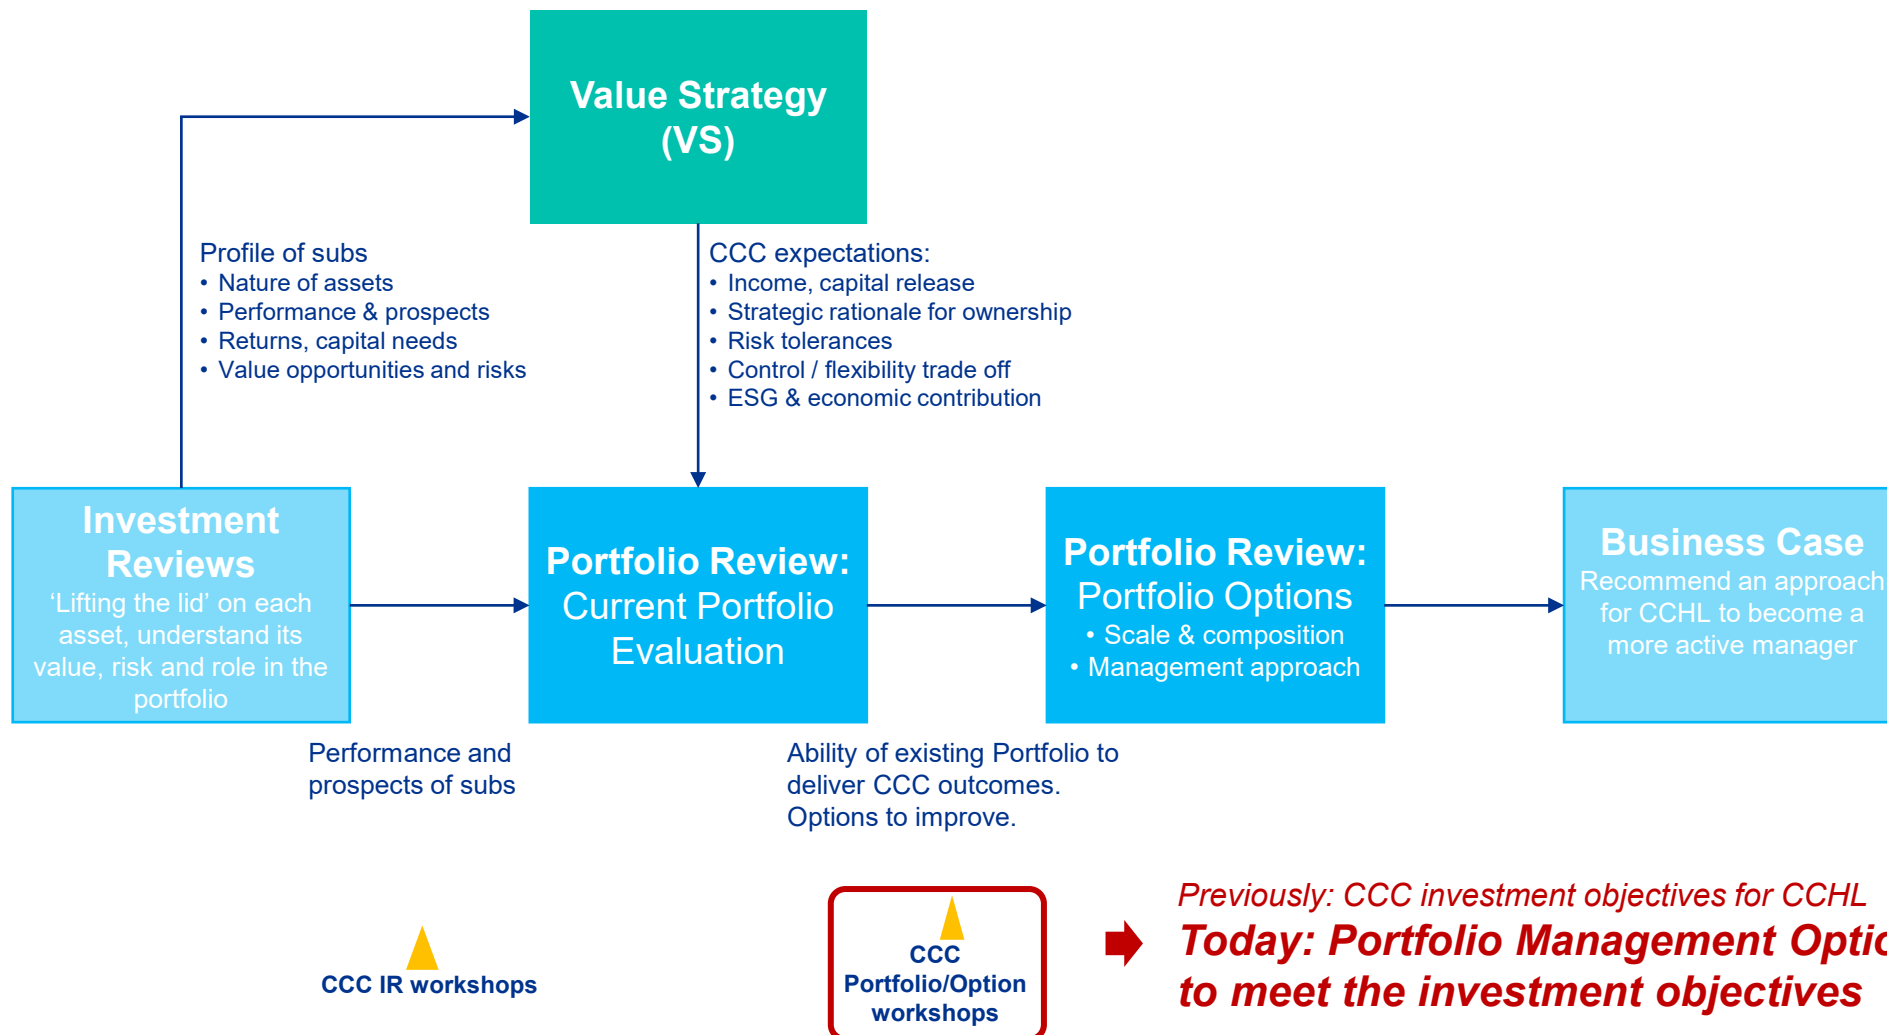 Value Strategy
(VS)
Profile of subs
• Nature of assets
• Performance & prospects
• Returns, capital needs
• Value opportunities and risks
CCC expectations:
• Income, capital release
• Strategic rationale for ownership
• Risk tolerances
• Control / flexibility trade off
• ESG & economic contribution
Investment
Reviews
‘Lifting the lid’ on each
asset, understand its
value, risk and role in the
portfolio
Portfolio Review:
Current Portfolio
Evaluation
Portfolio Review:
Portfolio Options
• Scale & composition
• Management approach
Business Case
Recommend an approach
for CCHL to become a
more active manager
Performance and
prospects of subs
Ability of existing Portfolio to
deliver CCC outcomes.
Options to improve.
CCC IR workshops
CCC
Portfolio/Option
workshops
Previously: CCC investment objectives for CCHL
Today: Portfolio Management Optio
to meet the investment objectives